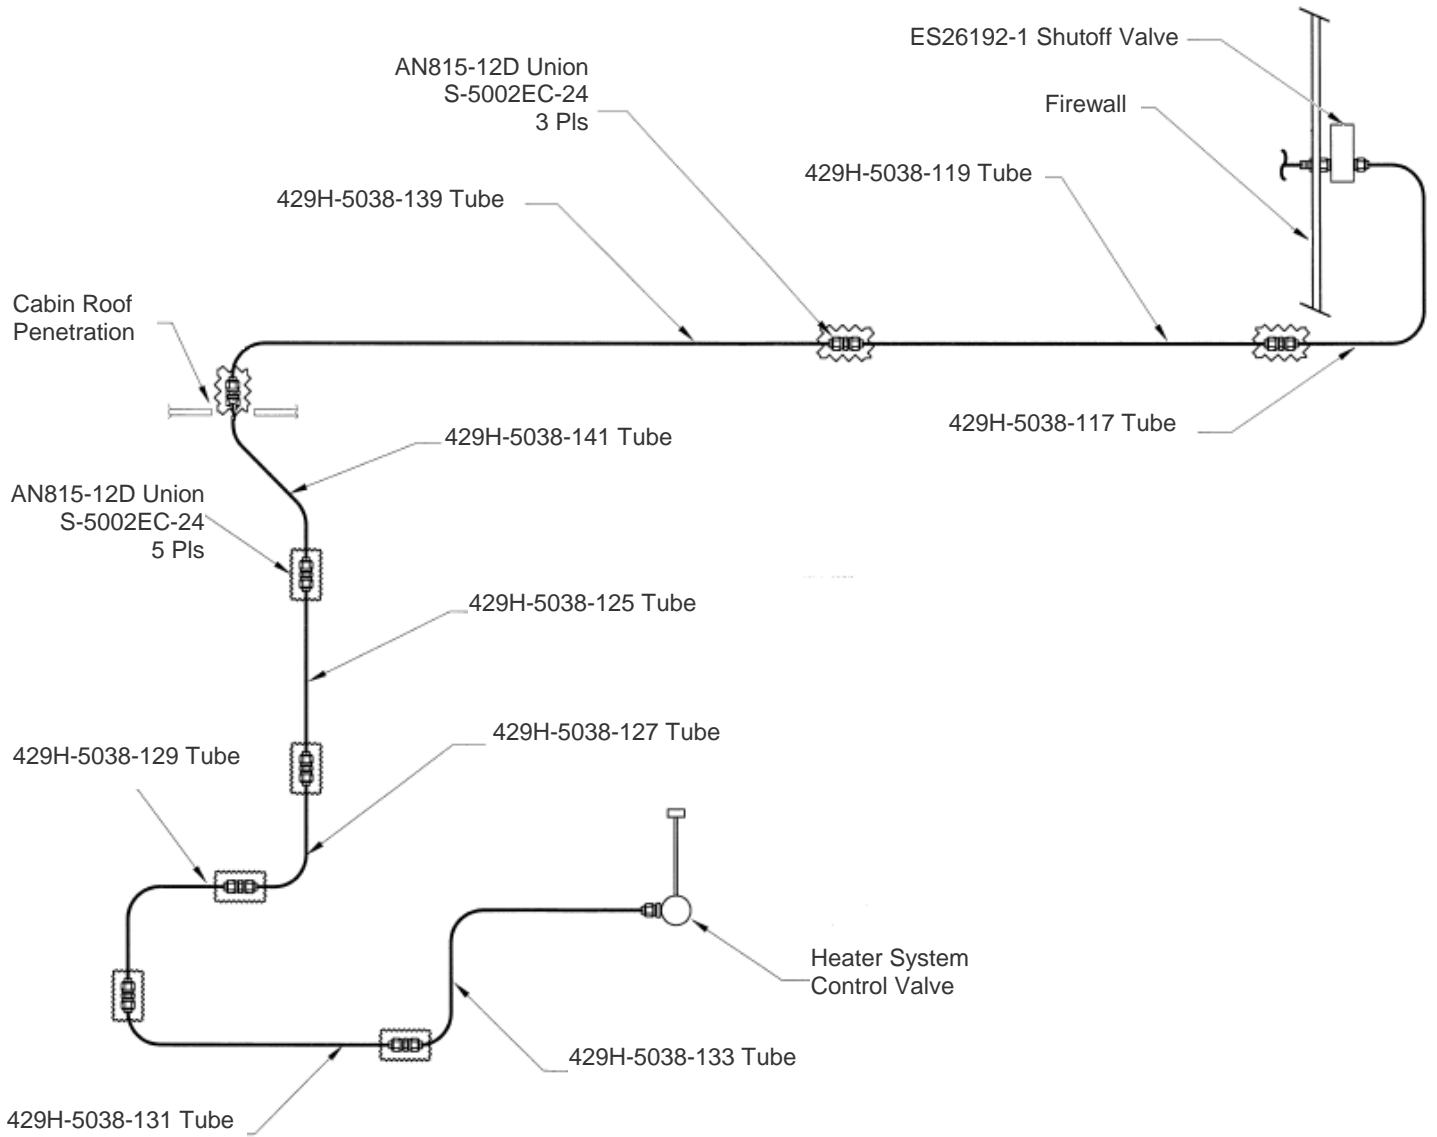 ES26192-1 Shutoff Valve
AN815-12D Union
S-5002EC-24
3 Pls
Firewall
429H-5038-119 Tube
429H-5038-139 Tube
Cabin Roof
Penetration
429H-5038-117 Tube
429H-5038-141 Tube
AN815-12D Union
S-5002EC-24
5 Pls
429H-5038-125 Tube
429H-5038-127 Tube
429H-5038-129 Tube
Heater System
Control Valve
429H-5038-133 Tube
429H-5038-131 Tube